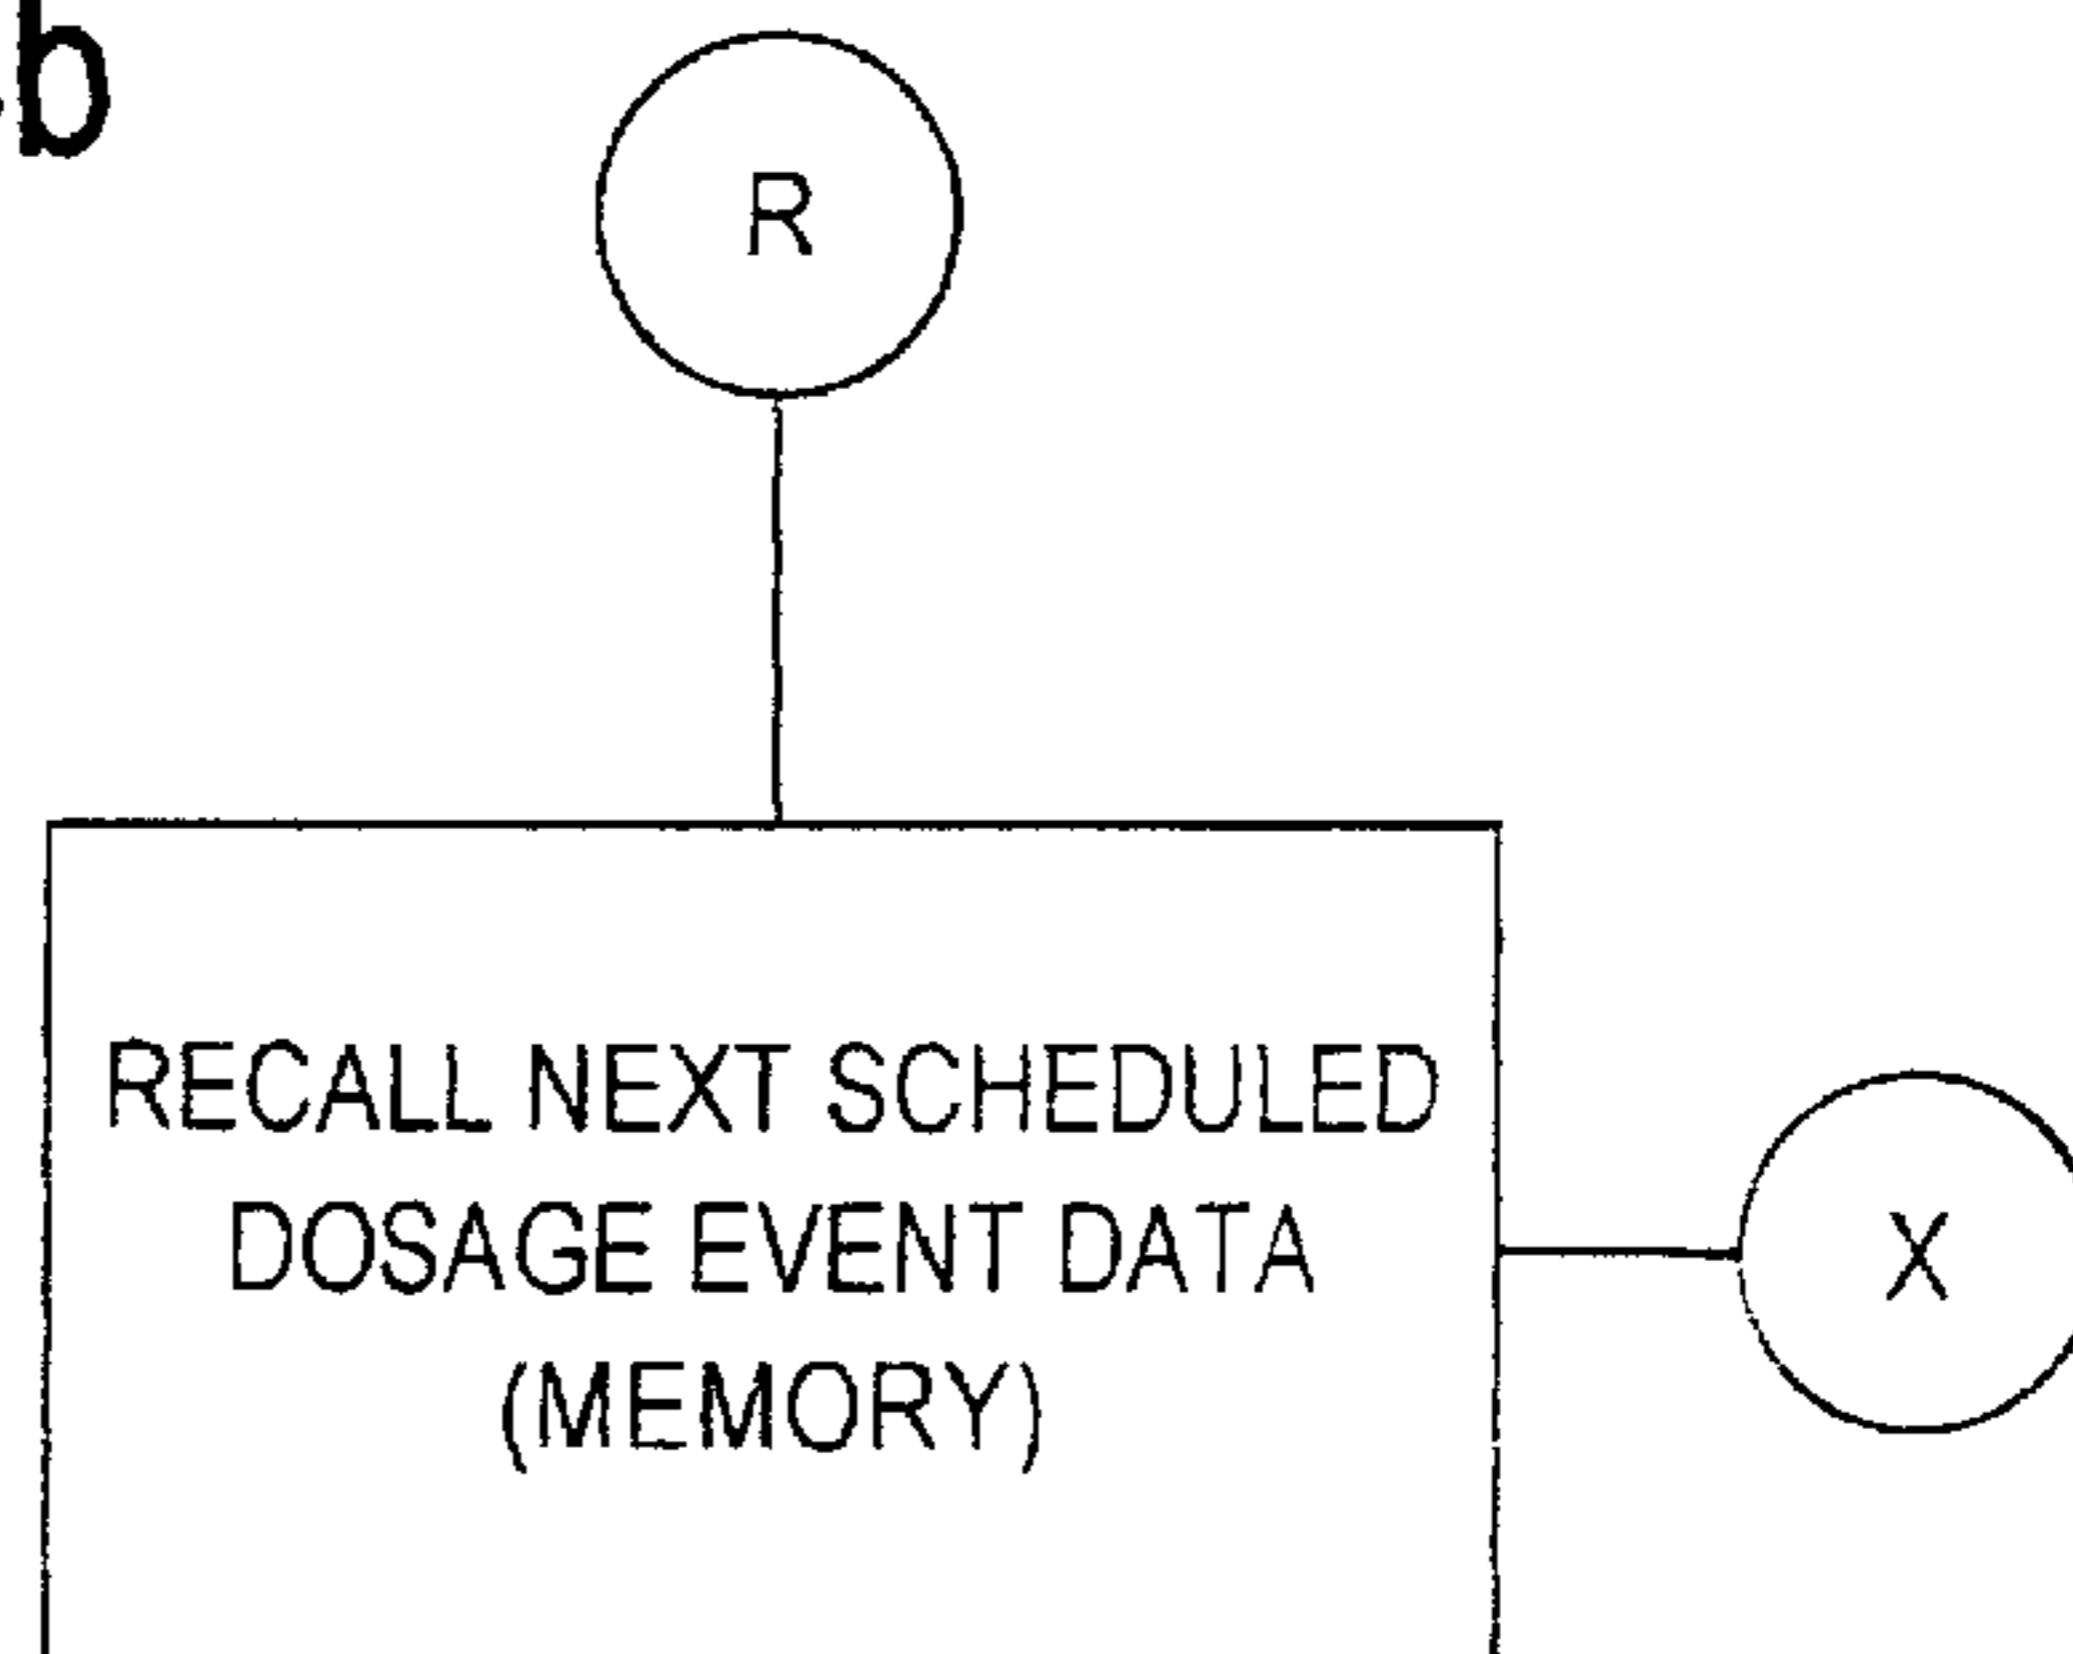 b
R
RECALL NEXT SCHEDULED
DOSAGE EVENT DATA
(MEMORY)
X